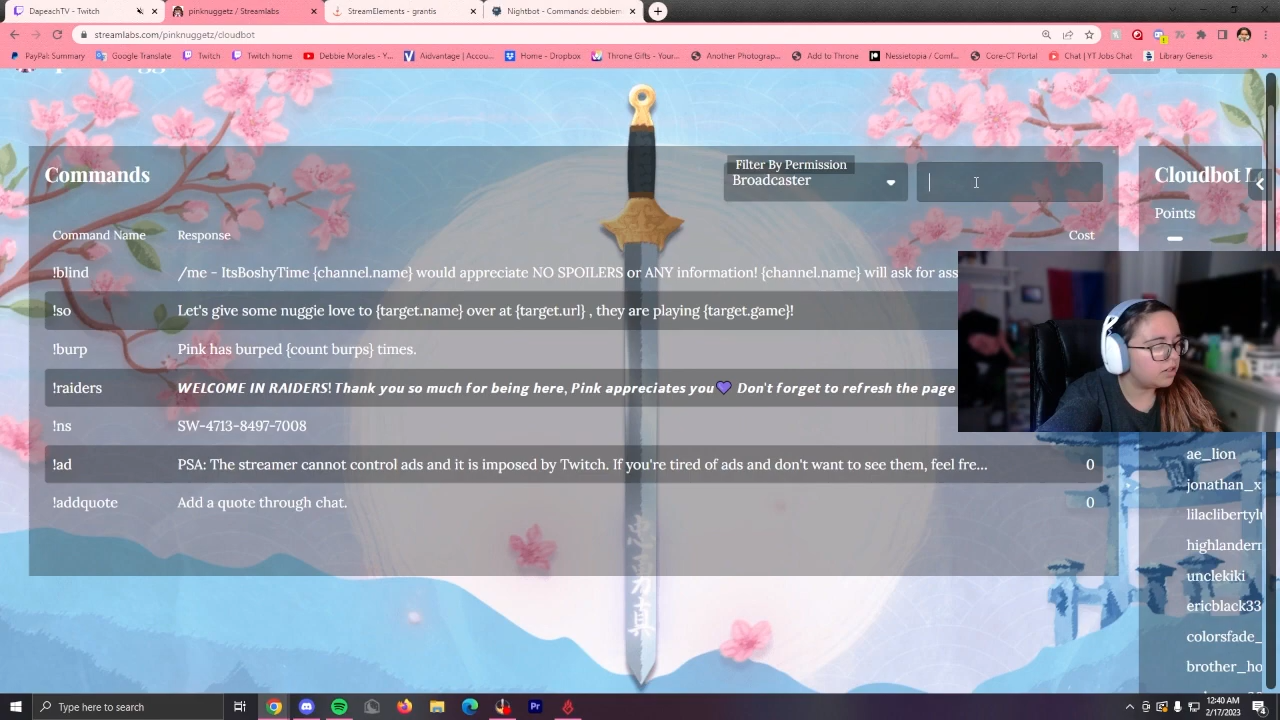 DapeachTV - Twitch
pinknuggetz / Streamlabs
StreamElements - grantis
Nightbot - Commands: debbiem
streamlabs.com/pinknuggetz/cloudbot
PayPal Summary
Google Translate
Twitch
Twitch home
Debbie Morales - Y...
Aidvantage | Accou...
Home - Dropbox
Throne Gifts - Your...
Another Photograp...
Add to Throne
Nessietopia / Contr...
Core-CT Portal
Chat | YT Jobs Chat
Library Genesis
Commands
Filter By Permission
Broadcaster
Cloudbot
Points
Command Name Response Cost
!blind /me - ItsBoshyTime {channel.name} would appreciate NO SPOILERS or ANY information! {channel.name} will ask for ass
!so Let's give some nuggie love to {target.name} over at {target.url} , they are playing {target.game}!
!burp Pink has burped {count burps} times.
!raiders WELCOME IN RAIDERS! Thank you so much for being here, Pink appreciates you💜 Don't forget to refresh the page
!ns SW-4713-8497-7008
!ad PSA: The streamer cannot control ads and it is imposed by Twitch. If you're tired of ads and don't want to see them, feel fre... 0
!addquote Add a quote through chat. 0
ae_lion
jonathan_x
lilaclibertylu
highlanderr
unclekiki
ericblack33
colorsfade_
brother_ho
Type here to search
12:40 AM
2/17/2023
4